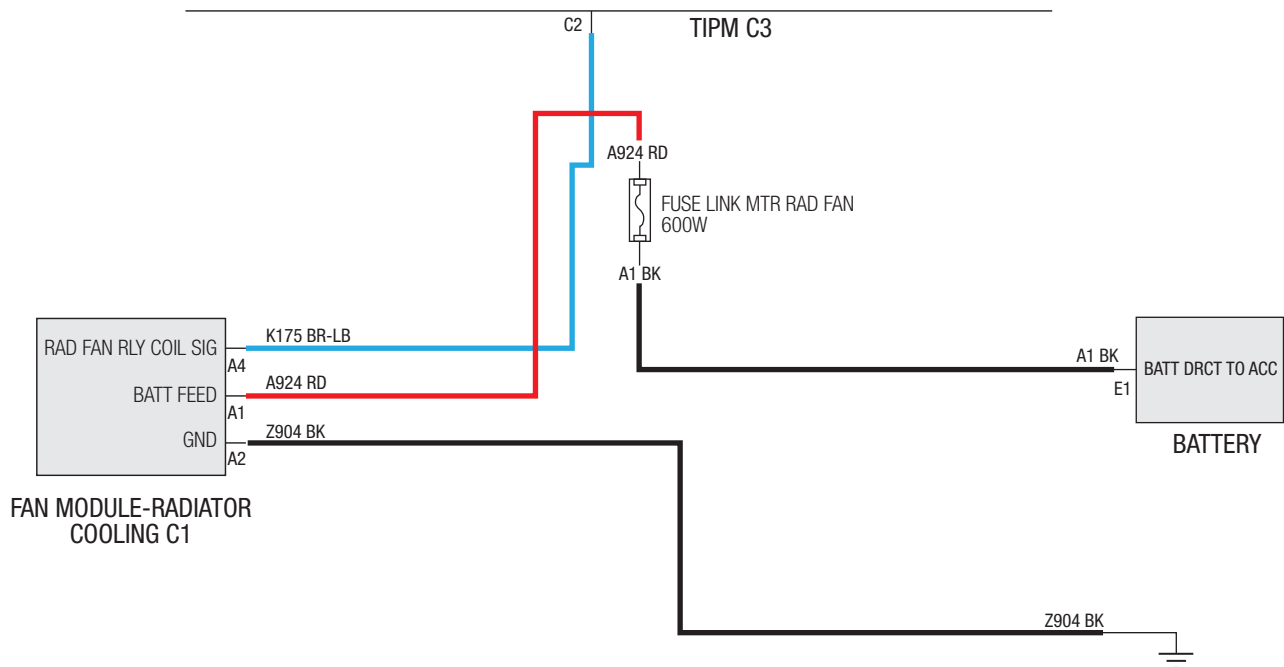 C2
TIPM C3
A924 RD
FUSE LINK MTR RAD FAN
600W
A1 BK
K175 BR-LB
RAD FAN RLY COIL SIG
A4
A924 RD
BATT FEED
A1
Z904 BK
GND
A2
FAN MODULE-RADIATOR
COOLING C1
A1 BK
E1
BATT DRCT TO ACC
BATTERY
Z904 BK